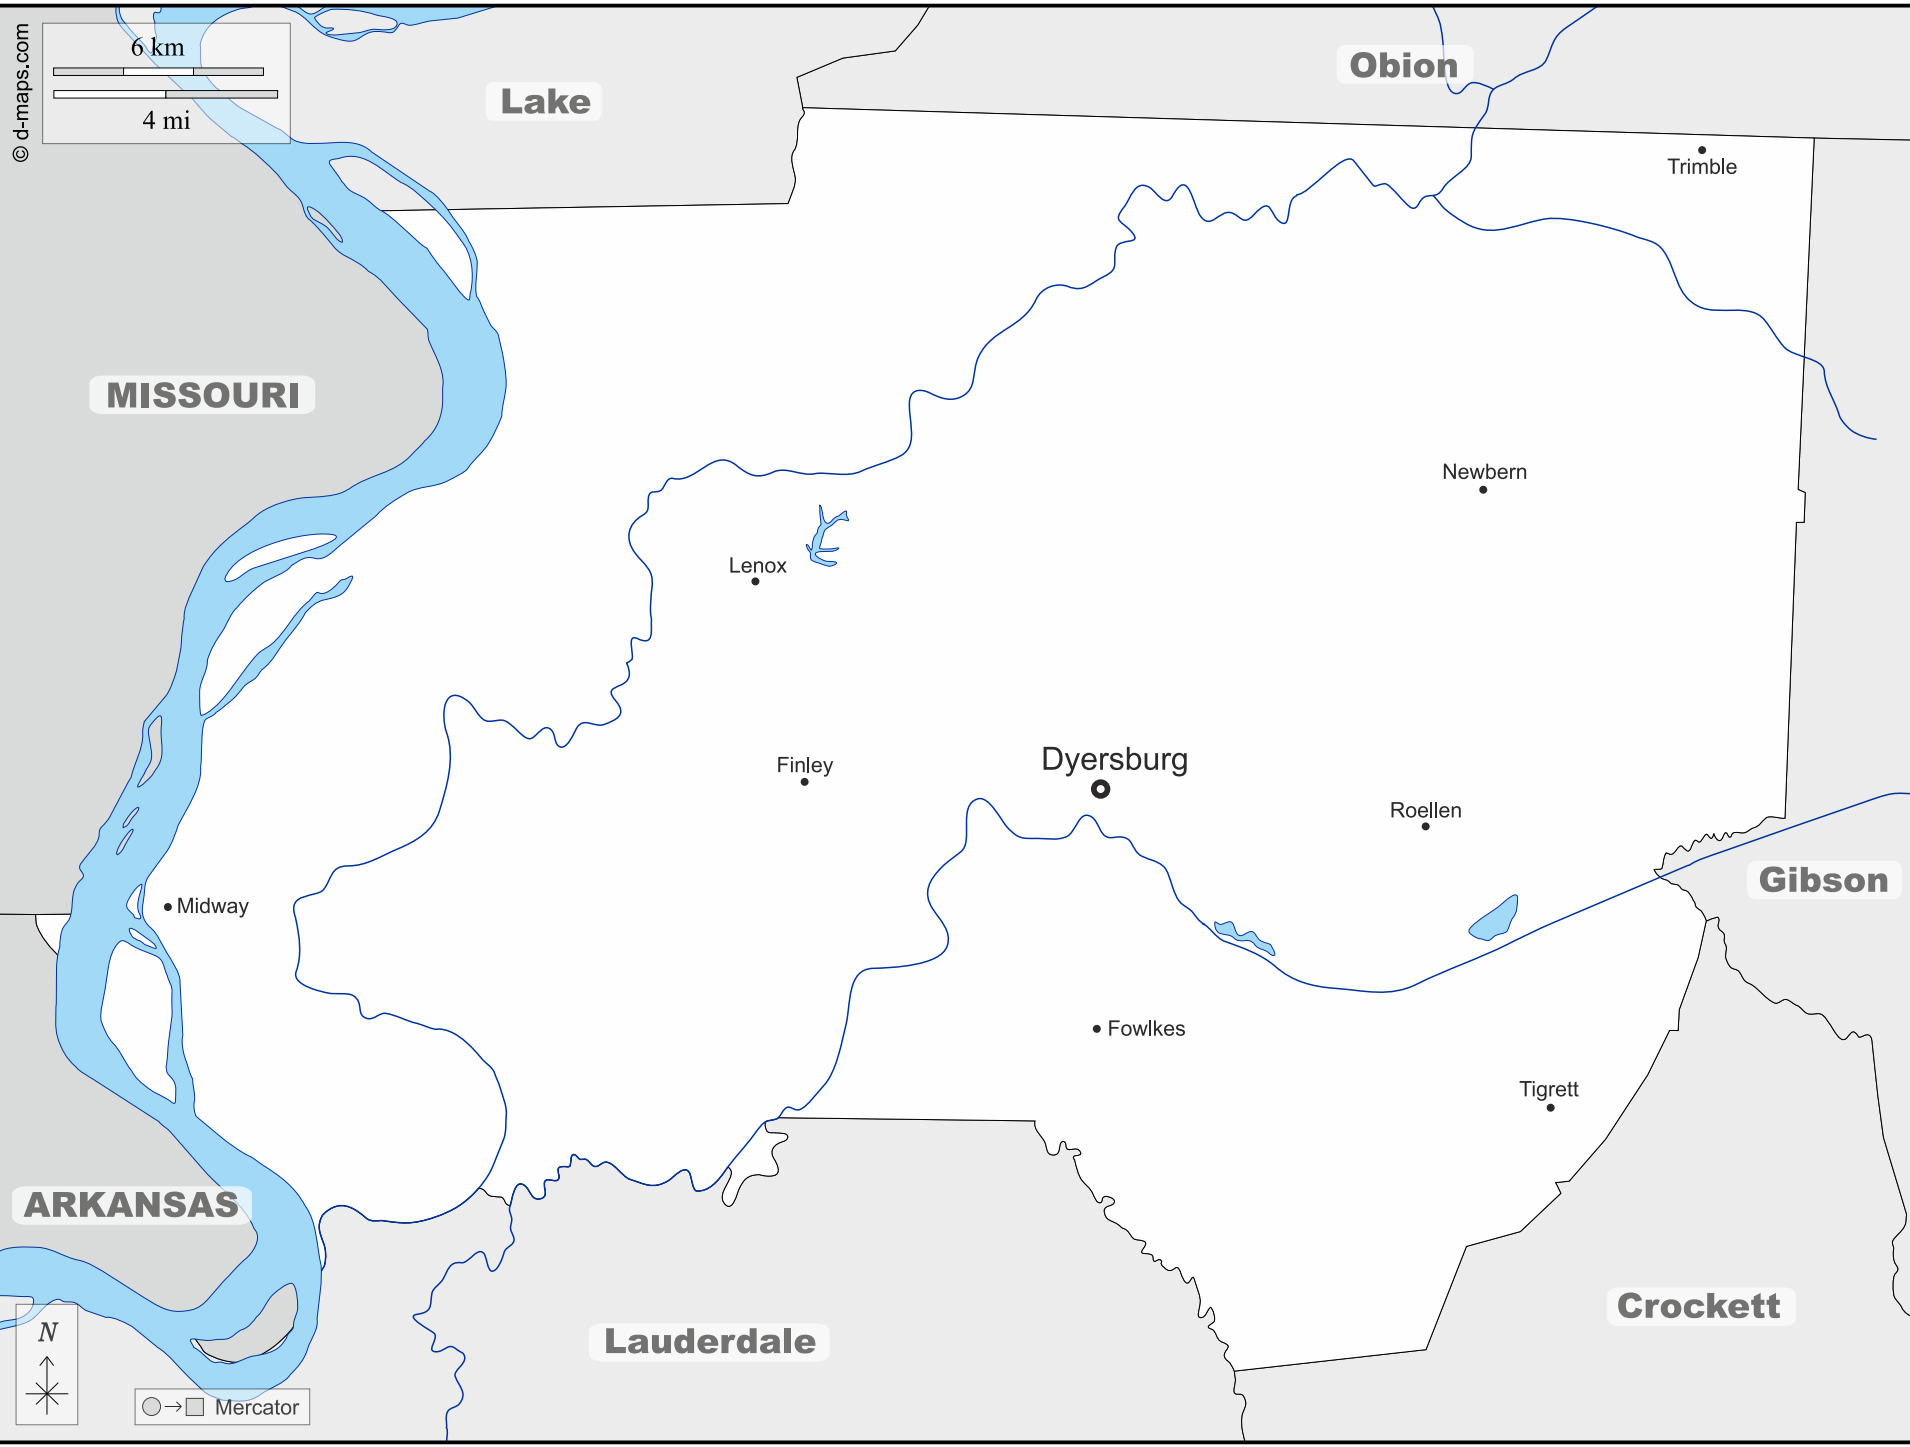 © d-maps.com
6 km
4 mi
Lake
Obion
Trimble
MISSOURI
Newbern
Lenox
Dyersburg
Finley
Roellen
Gibson
Midway
Fowlkes
Tigrett
ARKANSAS
Crockett
Lauderdale
N
Mercator